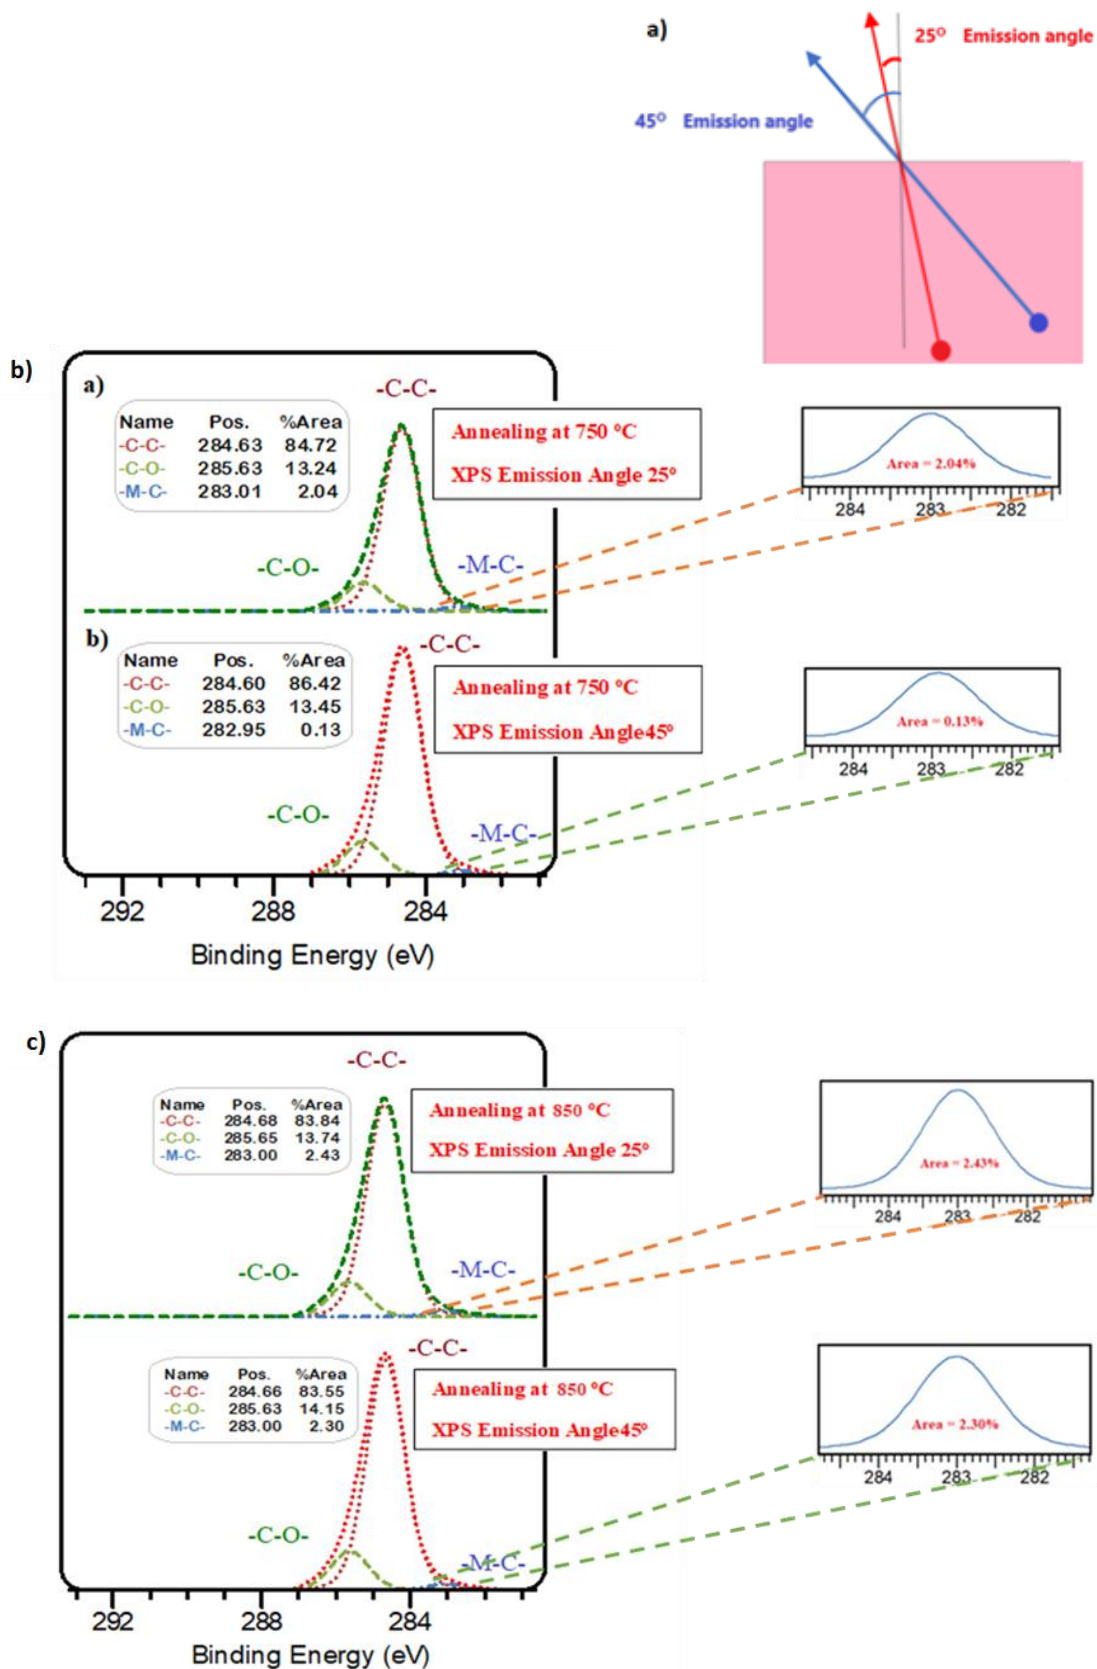 a)
25° Emission angle
45° Emission angle
b)
a)
-C-C-
Name Pos. %Area
-C-C- 284.63 84.72
-C-O- 285.63 13.24
-M-C- 283.01 2.04
Annealing at 750 °C
XPS Emission Angle 25°
-C-O-
-M-C-
Area = 2.04%
284 283 282
b)
-C-C-
Name Pos. %Area
-C-C- 284.60 86.42
-C-O- 285.63 13.45
-M-C- 282.95 0.13
Annealing at 750 °C
XPS Emission Angle45°
-C-O-
-M-C-
Area = 0.13%
284 283 282
292 288 284
Binding Energy (eV)
c)
-C-C-
Name Pos. %Area
-C-C- 284.68 83.84
-C-O- 285.65 13.74
-M-C- 283.00 2.43
Annealing at 850 °C
XPS Emission Angle 25°
-C-O-
-M-C-
Area = 2.43%
284 283 282
-C-C-
Name Pos. %Area
-C-C- 284.66 83.55
-C-O- 285.63 14.15
-M-C- 283.00 2.30
Annealing at 850 °C
XPS Emission Angle45°
-C-O-
-M-C-
Area = 2.30%
284 283 282
292 288 284
Binding Energy (eV)